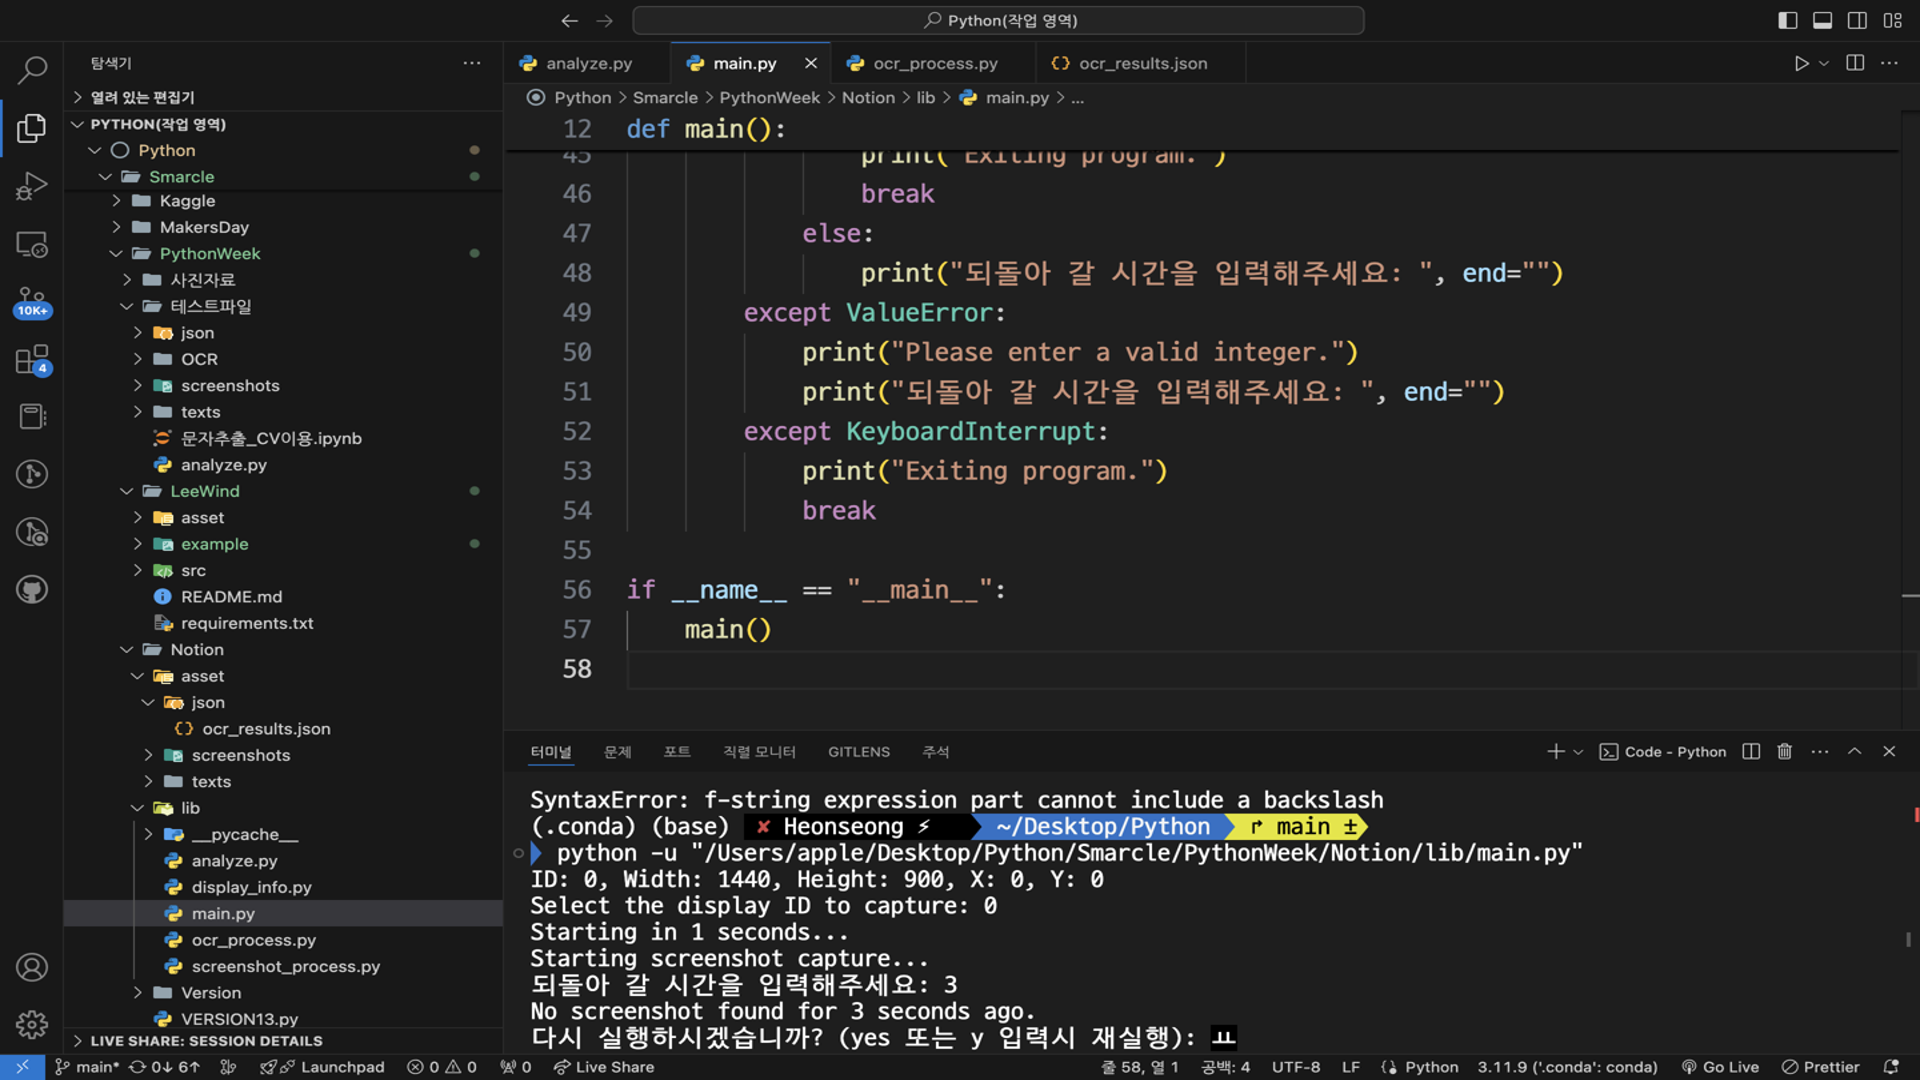 Python(작업 영역)
탐색기
analyze.py
main.py
ocr_process.py
ocr_results.json
열려 있는 편집기
Python > Smarcle > PythonWeek > Notion > lib > main.py > ...
PYTHON(작업 영역)
Python
Smarcle
Kaggle
MakersDay
PythonWeek
사진자료
테스트파일
json
OCR
screenshots
texts
문자추출_CV이용.ipynb
analyze.py
LeeWind
asset
example
src
README.md
requirements.txt
Notion
asset
json
ocr_results.json
screenshots
texts
lib
__pycache__
analyze.py
display_info.py
main.py
ocr_process.py
screenshot_process.py
Version
VERSION13.py
LIVE SHARE: SESSION DETAILS
10K+
4
12 def main():
45 print("Exiting program.")
46 break
47 else:
48 print("되돌아 갈 시간을 입력해주세요: ", end="")
49 except ValueError:
50 print("Please enter a valid integer.")
51 print("되돌아 갈 시간을 입력해주세요: ", end="")
52 except KeyboardInterrupt:
53 print("Exiting program.")
54 break
55
56 if __name__ == "__main__":
57 main()
58
터미널 문제 포트 직렬 모니터 GITLENS 주석
Code - Python
SyntaxError: f-string expression part cannot include a backslash
(.conda) (base) ✘ Heonseong ⚡ ~/Desktop/Python main ±
python -u "/Users/apple/Desktop/Python/Smarcle/PythonWeek/Notion/lib/main.py"
ID: 0, Width: 1440, Height: 900, X: 0, Y: 0
Select the display ID to capture: 0
Starting in 1 seconds...
Starting screenshot capture...
되돌아 갈 시간을 입력해주세요: 3
No screenshot found for 3 seconds ago.
다시 실행하시겠습니까? (yes 또는 y 입력시 재실행): ㅛ
main* 0↓ 6↑ Launchpad 0 0 0 Live Share 줄 58, 열 1 공백: 4 UTF-8 LF Python 3.11.9 ('.conda': conda) Go Live Prettier